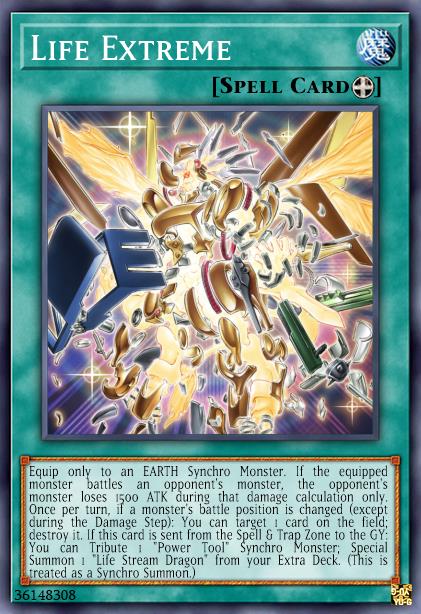 LIFE EXTREME
魔
[SPELL CARD]
Equip only to an EARTH Synchro Monster. If the equipped
monster battles an opponent's monster, the opponent's
monster loses 1500 ATK during that damage calculation only.
Once per turn, if a monster's battle position is changed (except
during the Damage Step): You can target 1 card on the field;
destroy it. If this card is sent from the Spell & Trap Zone to the GY:
You can Tribute 1 "Power Tool" Synchro Monster; Special
Summon 1 "Life Stream Dragon" from your Extra Deck. (This is
treated as a Synchro Summon.)
36148308